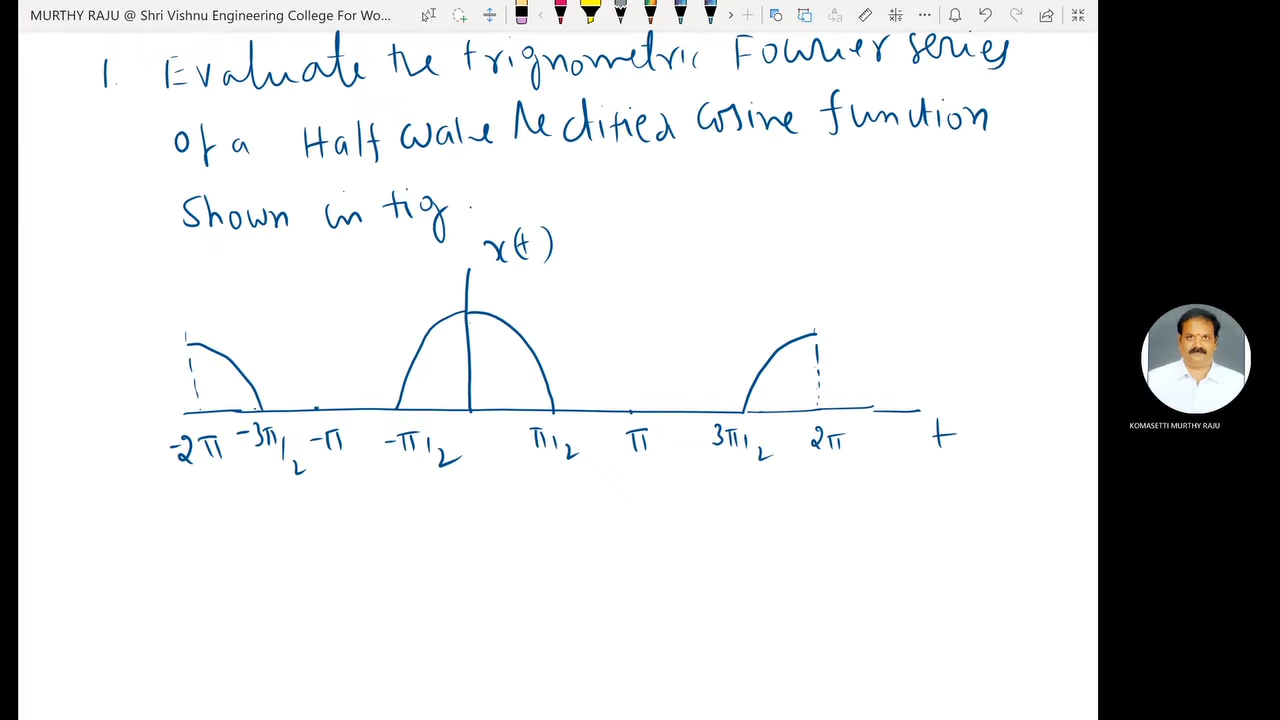 MURTHY RAJU @ Shri Vishnu Engineering College For Wo...
1. Evaluate the trignometric Fourier series
of a Half wave Rectified Cosine function
Shown in fig.
x(t)
-2π -3π/2 -π -π/2 π/2 π 3π/2 2π t
KOMASETTI MURTHY RAJU